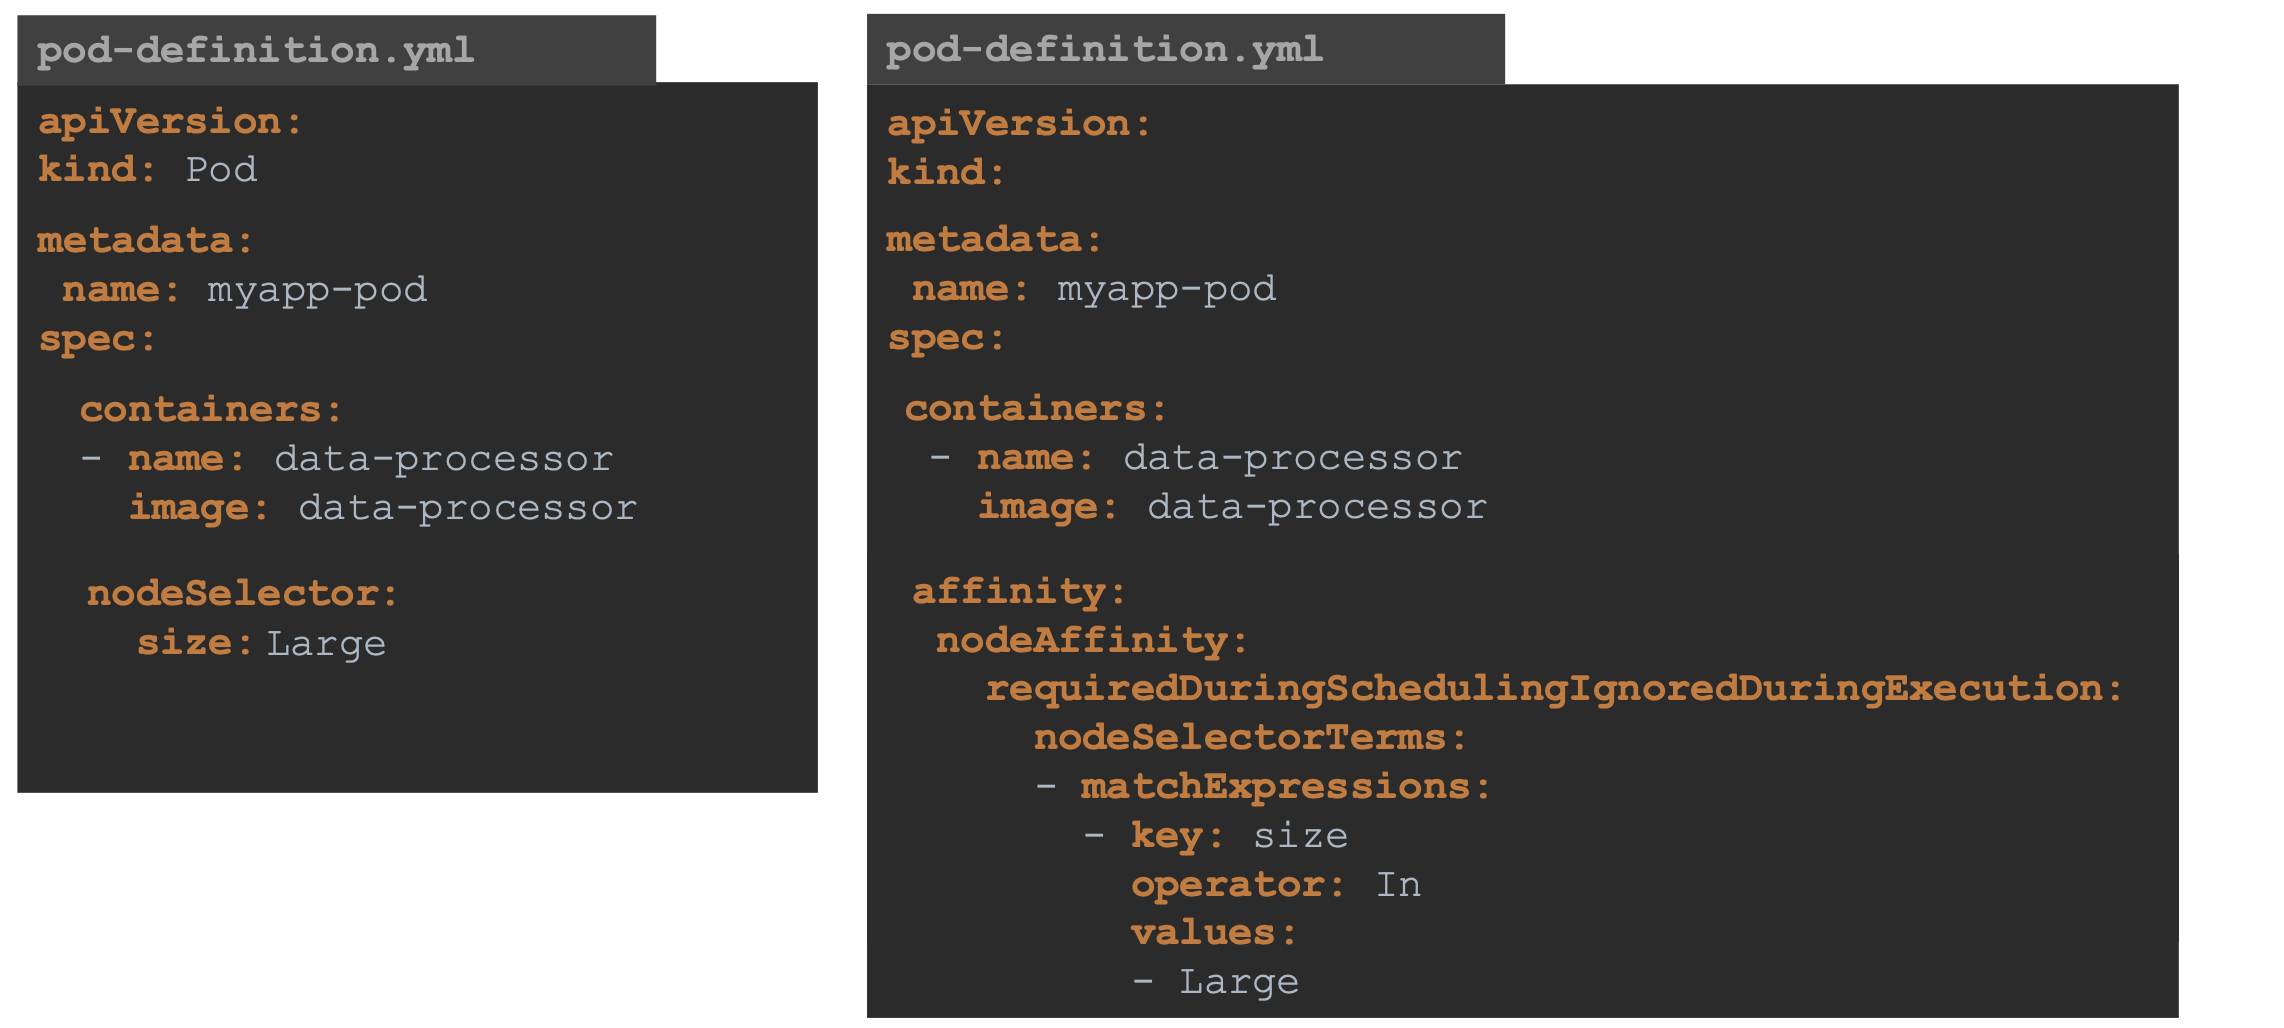 pod-definition.yml
apiVersion:
kind: Pod
metadata:
name: myapp-pod
spec:
containers:
- name: data-processor
image: data-processor
nodeSelector:
size: Large
pod-definition.yml
apiVersion:
kind:
metadata:
name: myapp-pod
spec:
containers:
- name: data-processor
image: data-processor
affinity:
nodeAffinity:
requiredDuringSchedulingIgnoredDuringExecution:
nodeSelectorTerms:
- matchExpressions:
- key: size
operator: In
values:
- Large